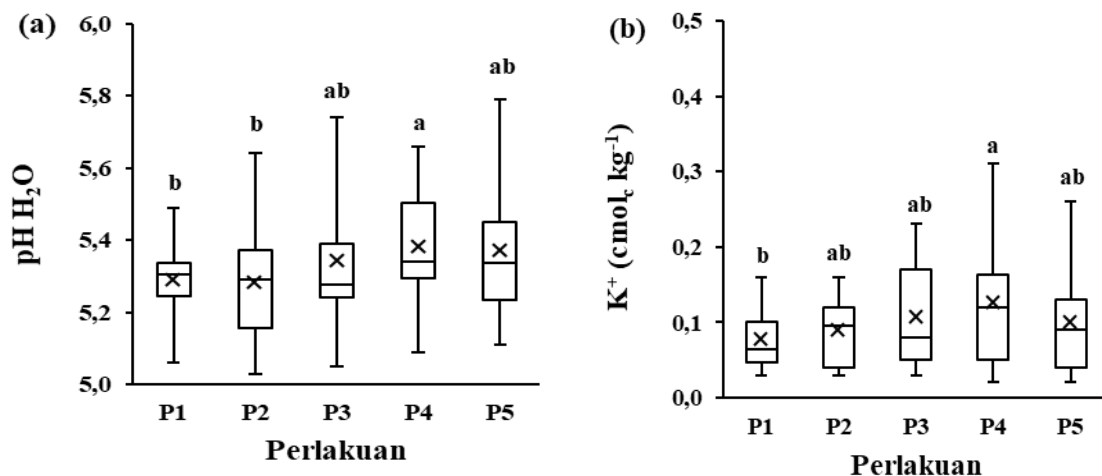 (a)
pH H₂O
6,0
5,8
5,6
5,4
5,2
5,0
b
b
ab
a
ab
P1 P2 P3 P4 P5
Perlakuan
(b)
K⁺ (cmol꜀ kg⁻¹)
0,5
0,4
0,3
0,2
0,1
0,0
b
ab
ab
a
ab
P1 P2 P3 P4 P5
Perlakuan